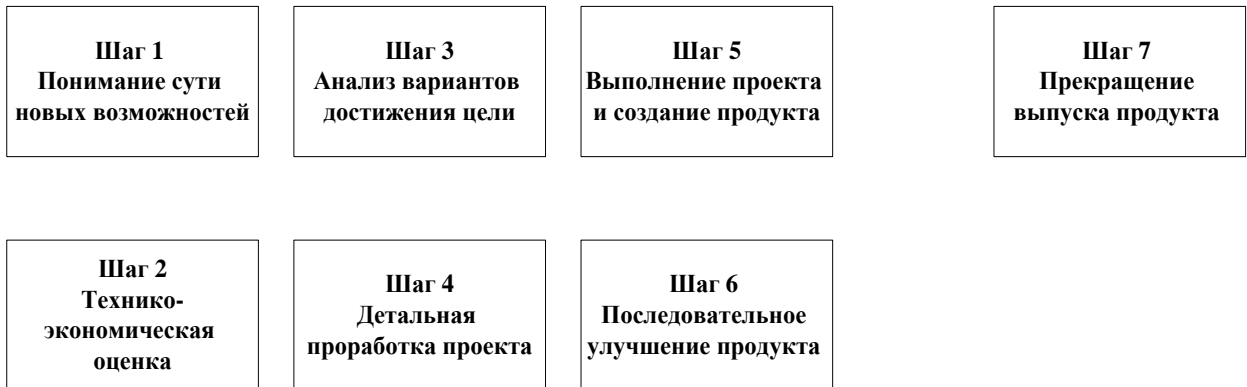 Шаг 1
Понимание сути
новых возможностей
Шаг 3
Анализ вариантов
достижения цели
Шаг 5
Выполнение проекта
и создание продукта
Шаг 7
Прекращение
выпуска продукта
Шаг 2
Технико-
экономическая
оценка
Шаг 4
Детальная
проработка проекта
Шаг 6
Последовательное
улучшение продукта